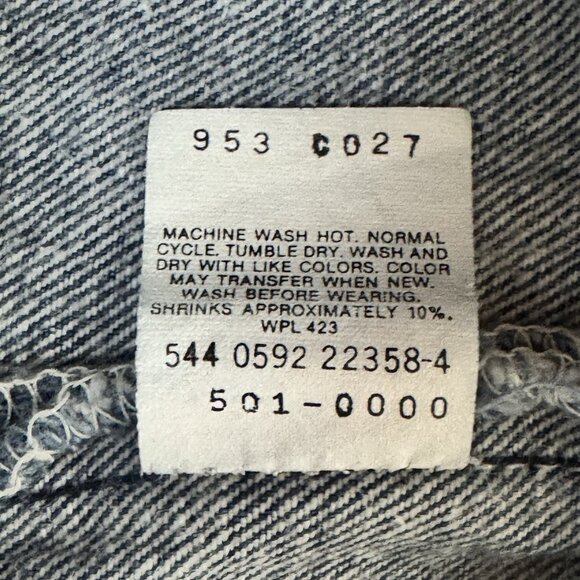 953 C027
MACHINE WASH HOT. NORMAL
CYCLE. TUMBLE DRY. WASH AND
DRY WITH LIKE COLORS. COLOR
MAY TRANSFER WHEN NEW.
WASH BEFORE WEARING.
SHRINKS APPROXIMATELY 10%.
WPL 423
544 0592 22358-4
501-0000